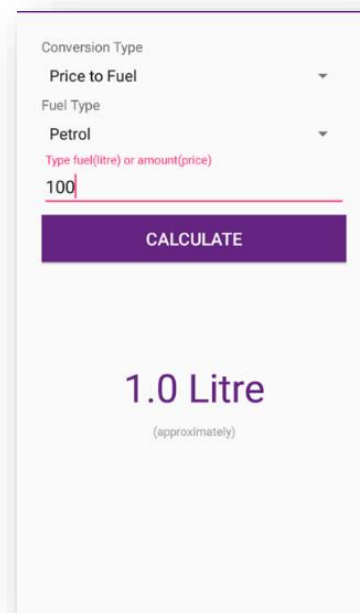 Conversion Type
Price to Fuel
Fuel Type
Petrol
Type fuel(litre) or amount(price)
100
CALCULATE
1.0 Litre
(approximately)